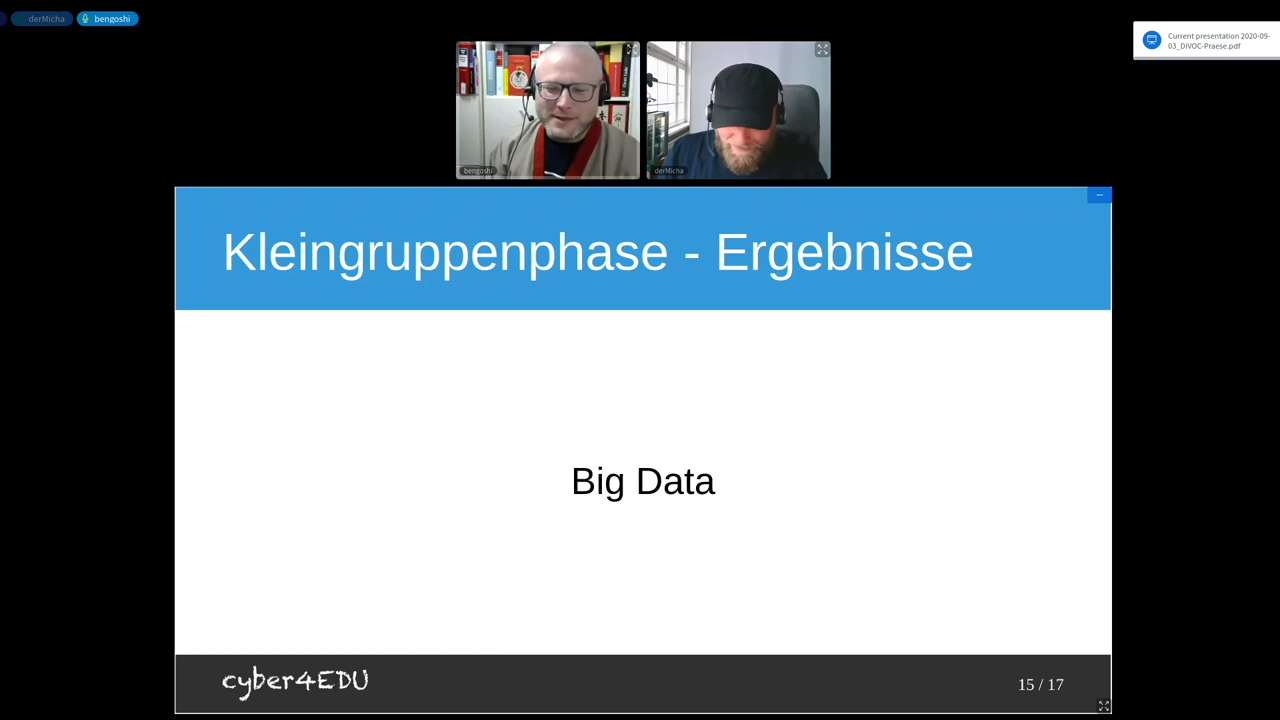 derMicha
bengoshi
Current presentation 2020-09-
03_DiVOC-Praese.pdf
bengoshi
derMicha
Kleingruppenphase - Ergebnisse
Big Data
cyber4EDU
15 / 17